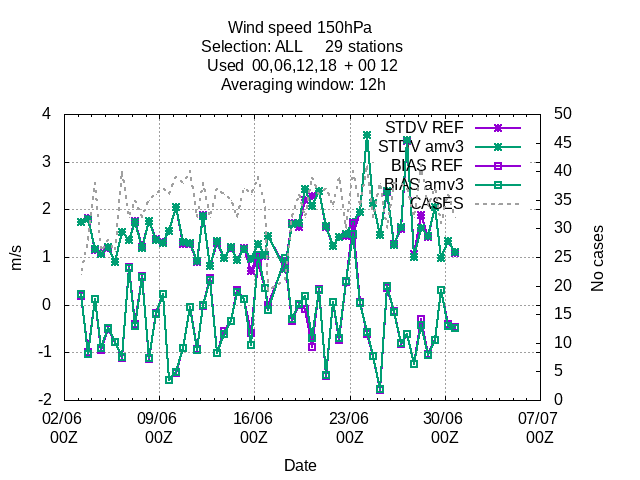 Wind speed 150hPa
Selection: ALL 29 stations
Used 00,06,12,18 + 00 12
Averaging window: 12h
4
3
2
1
0
-1
-2
50
45
40
35
30
25
20
15
10
5
0
STDV REF
STDV amv3
BIAS REF
BIAS amv3
CASES
m/s
No cases
02/06 09/06 16/06 23/06 30/06 07/07
00Z 00Z 00Z 00Z 00Z 00Z
Date